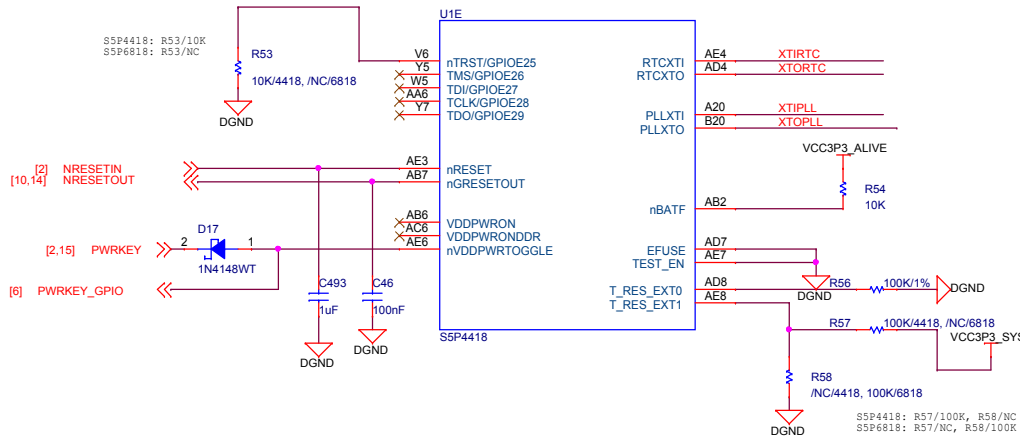 U1E
S5P4418: R53/10K
S5P6818: R53/NC
R53
10K/4418, /NC/6818
DGND
V6 nTRST/GPIOE25
Y5 TMS/GPIOE26
W5 TDI/GPIOE27
AA6 TCLK/GPIOE28
Y7 TDO/GPIOE29
RTCXTI AE4 XTIRTC
RTCXTO AD4 XTORTC
PLLXTI A20 XTIPLL
PLLXTO B20 XTOPLL
VCC3P3_ALIVE
R54
10K
[2] NRESETIN AE3 nRESET
[10,14] NRESETOUT AB7 nGRESETOUT
nBATF AB2
AB6 VDDPWRON
AC6 VDDPWRONDDR
D17
[2,15] PWRKEY 2 1 AE6 nVDDPWRTOGGLE
1N4148WT
EFUSE AD7
TEST_EN AE7
DGND
[6] PWRKEY_GPIO
C493
1uF
C46
100nF
T_RES_EXT0 AD8 R56 100K/1% DGND
T_RES_EXT1 AE8
R57 100K/4418, /NC/6818
VCC3P3_SYS
S5P4418
DGND
DGND
R58
/NC/4418, 100K/6818
DGND
S5P4418: R57/100K, R58/NC
S5P6818: R57/NC, R58/100K